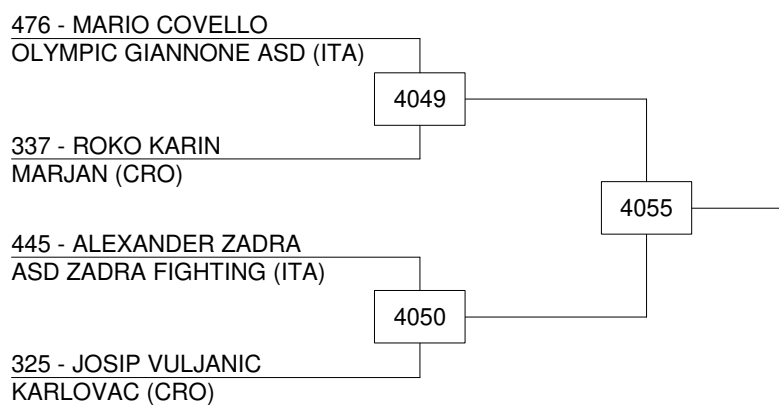 476 - MARIO COVELLO
OLYMPIC GIANNONE ASD (ITA)
4049
337 - ROKO KARIN
MARJAN (CRO)
4055
445 - ALEXANDER ZADRA
ASD ZADRA FIGHTING (ITA)
4050
325 - JOSIP VULJANIC
KARLOVAC (CRO)